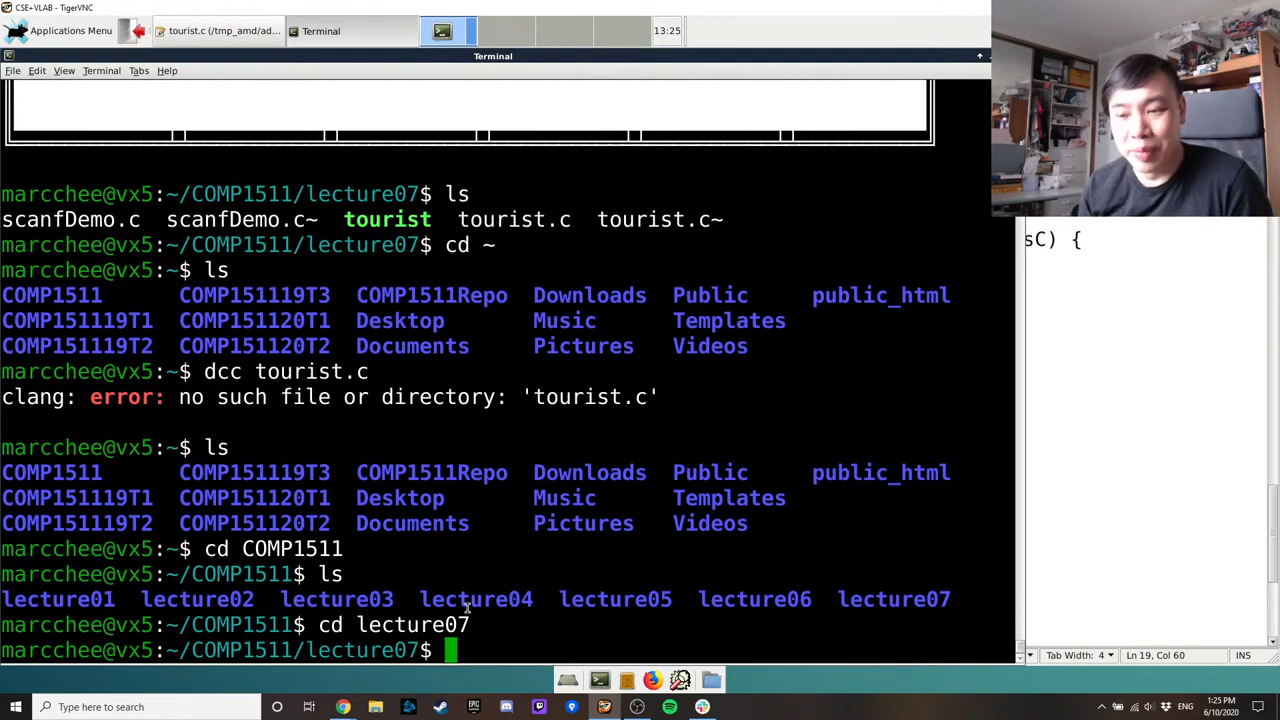 CSE+VLAB - TigerVNC
Applications Menu
tourist.c (/tmp_amd/ad...
Terminal
13:25
Terminal
File Edit View Terminal Tabs Help
marcchee@vx5:~/COMP1511/lecture07$ ls
scanfDemo.c scanfDemo.c~ tourist tourist.c tourist.c~
marcchee@vx5:~/COMP1511/lecture07$ cd ~
marcchee@vx5:~$ ls
COMP1511 COMP151119T3 COMP1511Repo Downloads Public public_html
COMP151119T1 COMP151120T1 Desktop Music Templates
COMP151119T2 COMP151120T2 Documents Pictures Videos
marcchee@vx5:~$ dcc tourist.c
clang: error: no such file or directory: 'tourist.c'
marcchee@vx5:~$ ls
COMP1511 COMP151119T3 COMP1511Repo Downloads Public public_html
COMP151119T1 COMP151120T1 Desktop Music Templates
COMP151119T2 COMP151120T2 Documents Pictures Videos
marcchee@vx5:~$ cd COMP1511
marcchee@vx5:~/COMP1511$ ls
lecture01 lecture02 lecture03 lecture04 lecture05 lecture06 lecture07
marcchee@vx5:~/COMP1511$ cd lecture07
marcchee@vx5:~/COMP1511/lecture07$
sC) {
Tab Width: 4
Ln 19, Col 60
INS
Type here to search
ENG
1:25 PM
6/10/2020